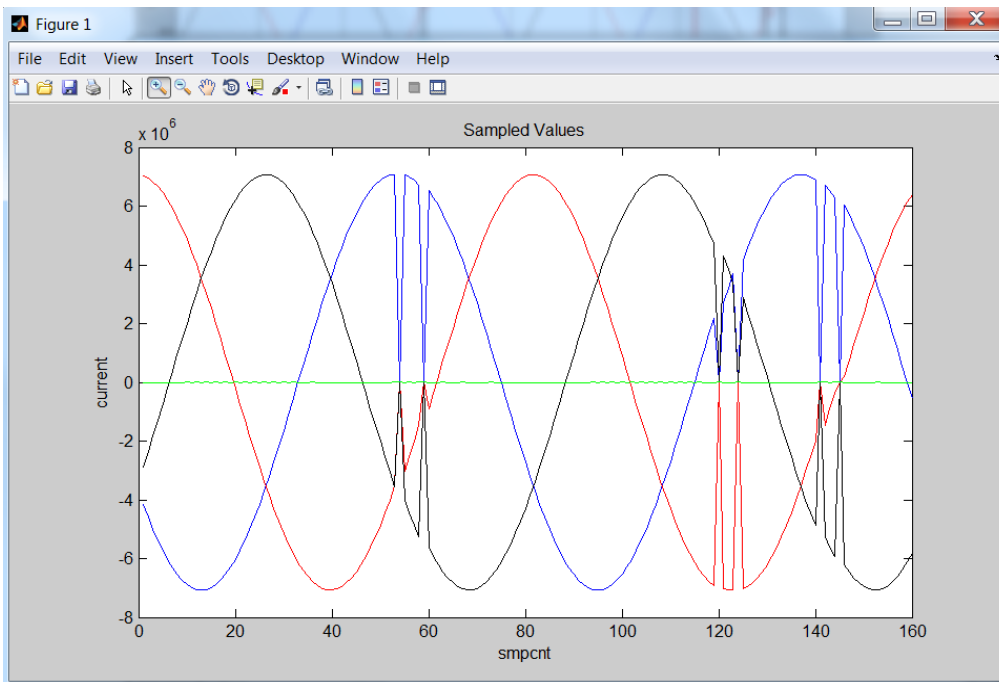 Figure 1
File Edit View Insert Tools Desktop Window Help
x 10^6
Sampled Values
8
6
4
2
0
-2
-4
-6
-8
current
0 20 40 60 80 100 120 140 160
smpcnt